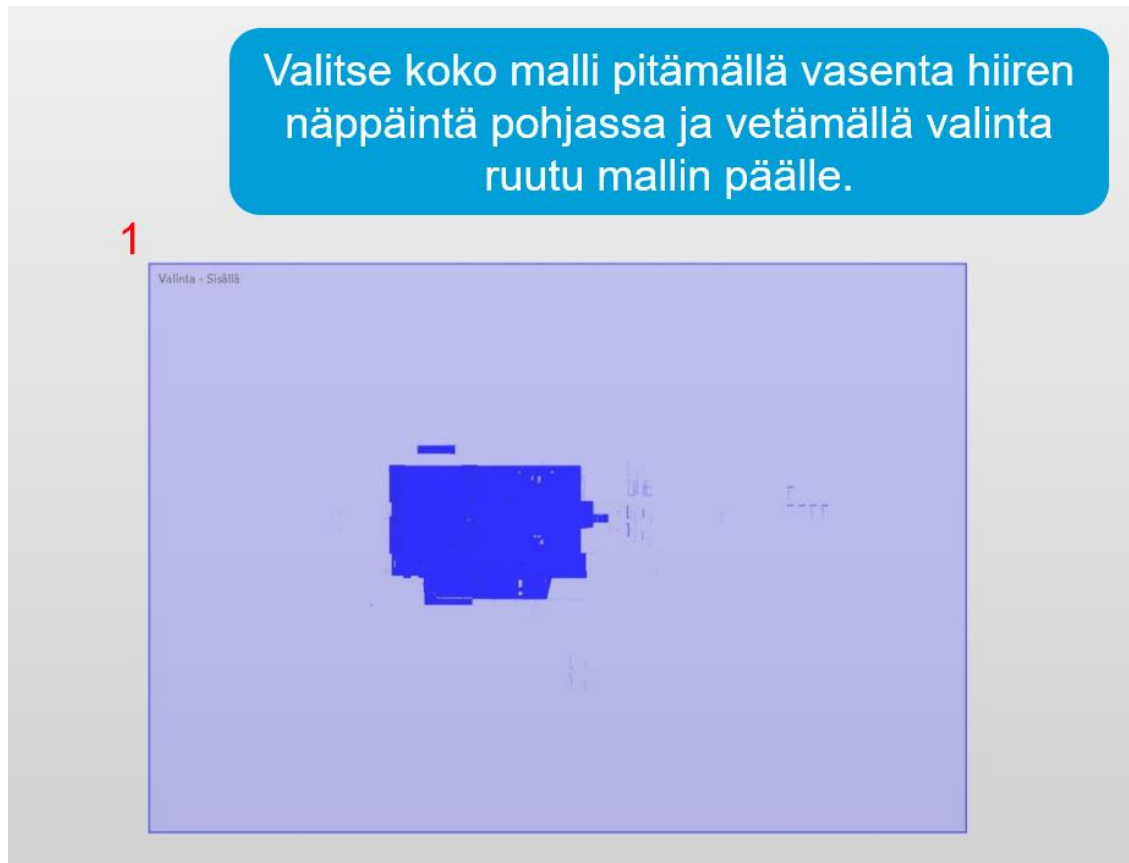 Valitse koko malli pitämällä vasenta hiiren
näppäintä pohjassa ja vetämällä valinta
ruutu mallin päälle.
1
Valinta - Sisällä